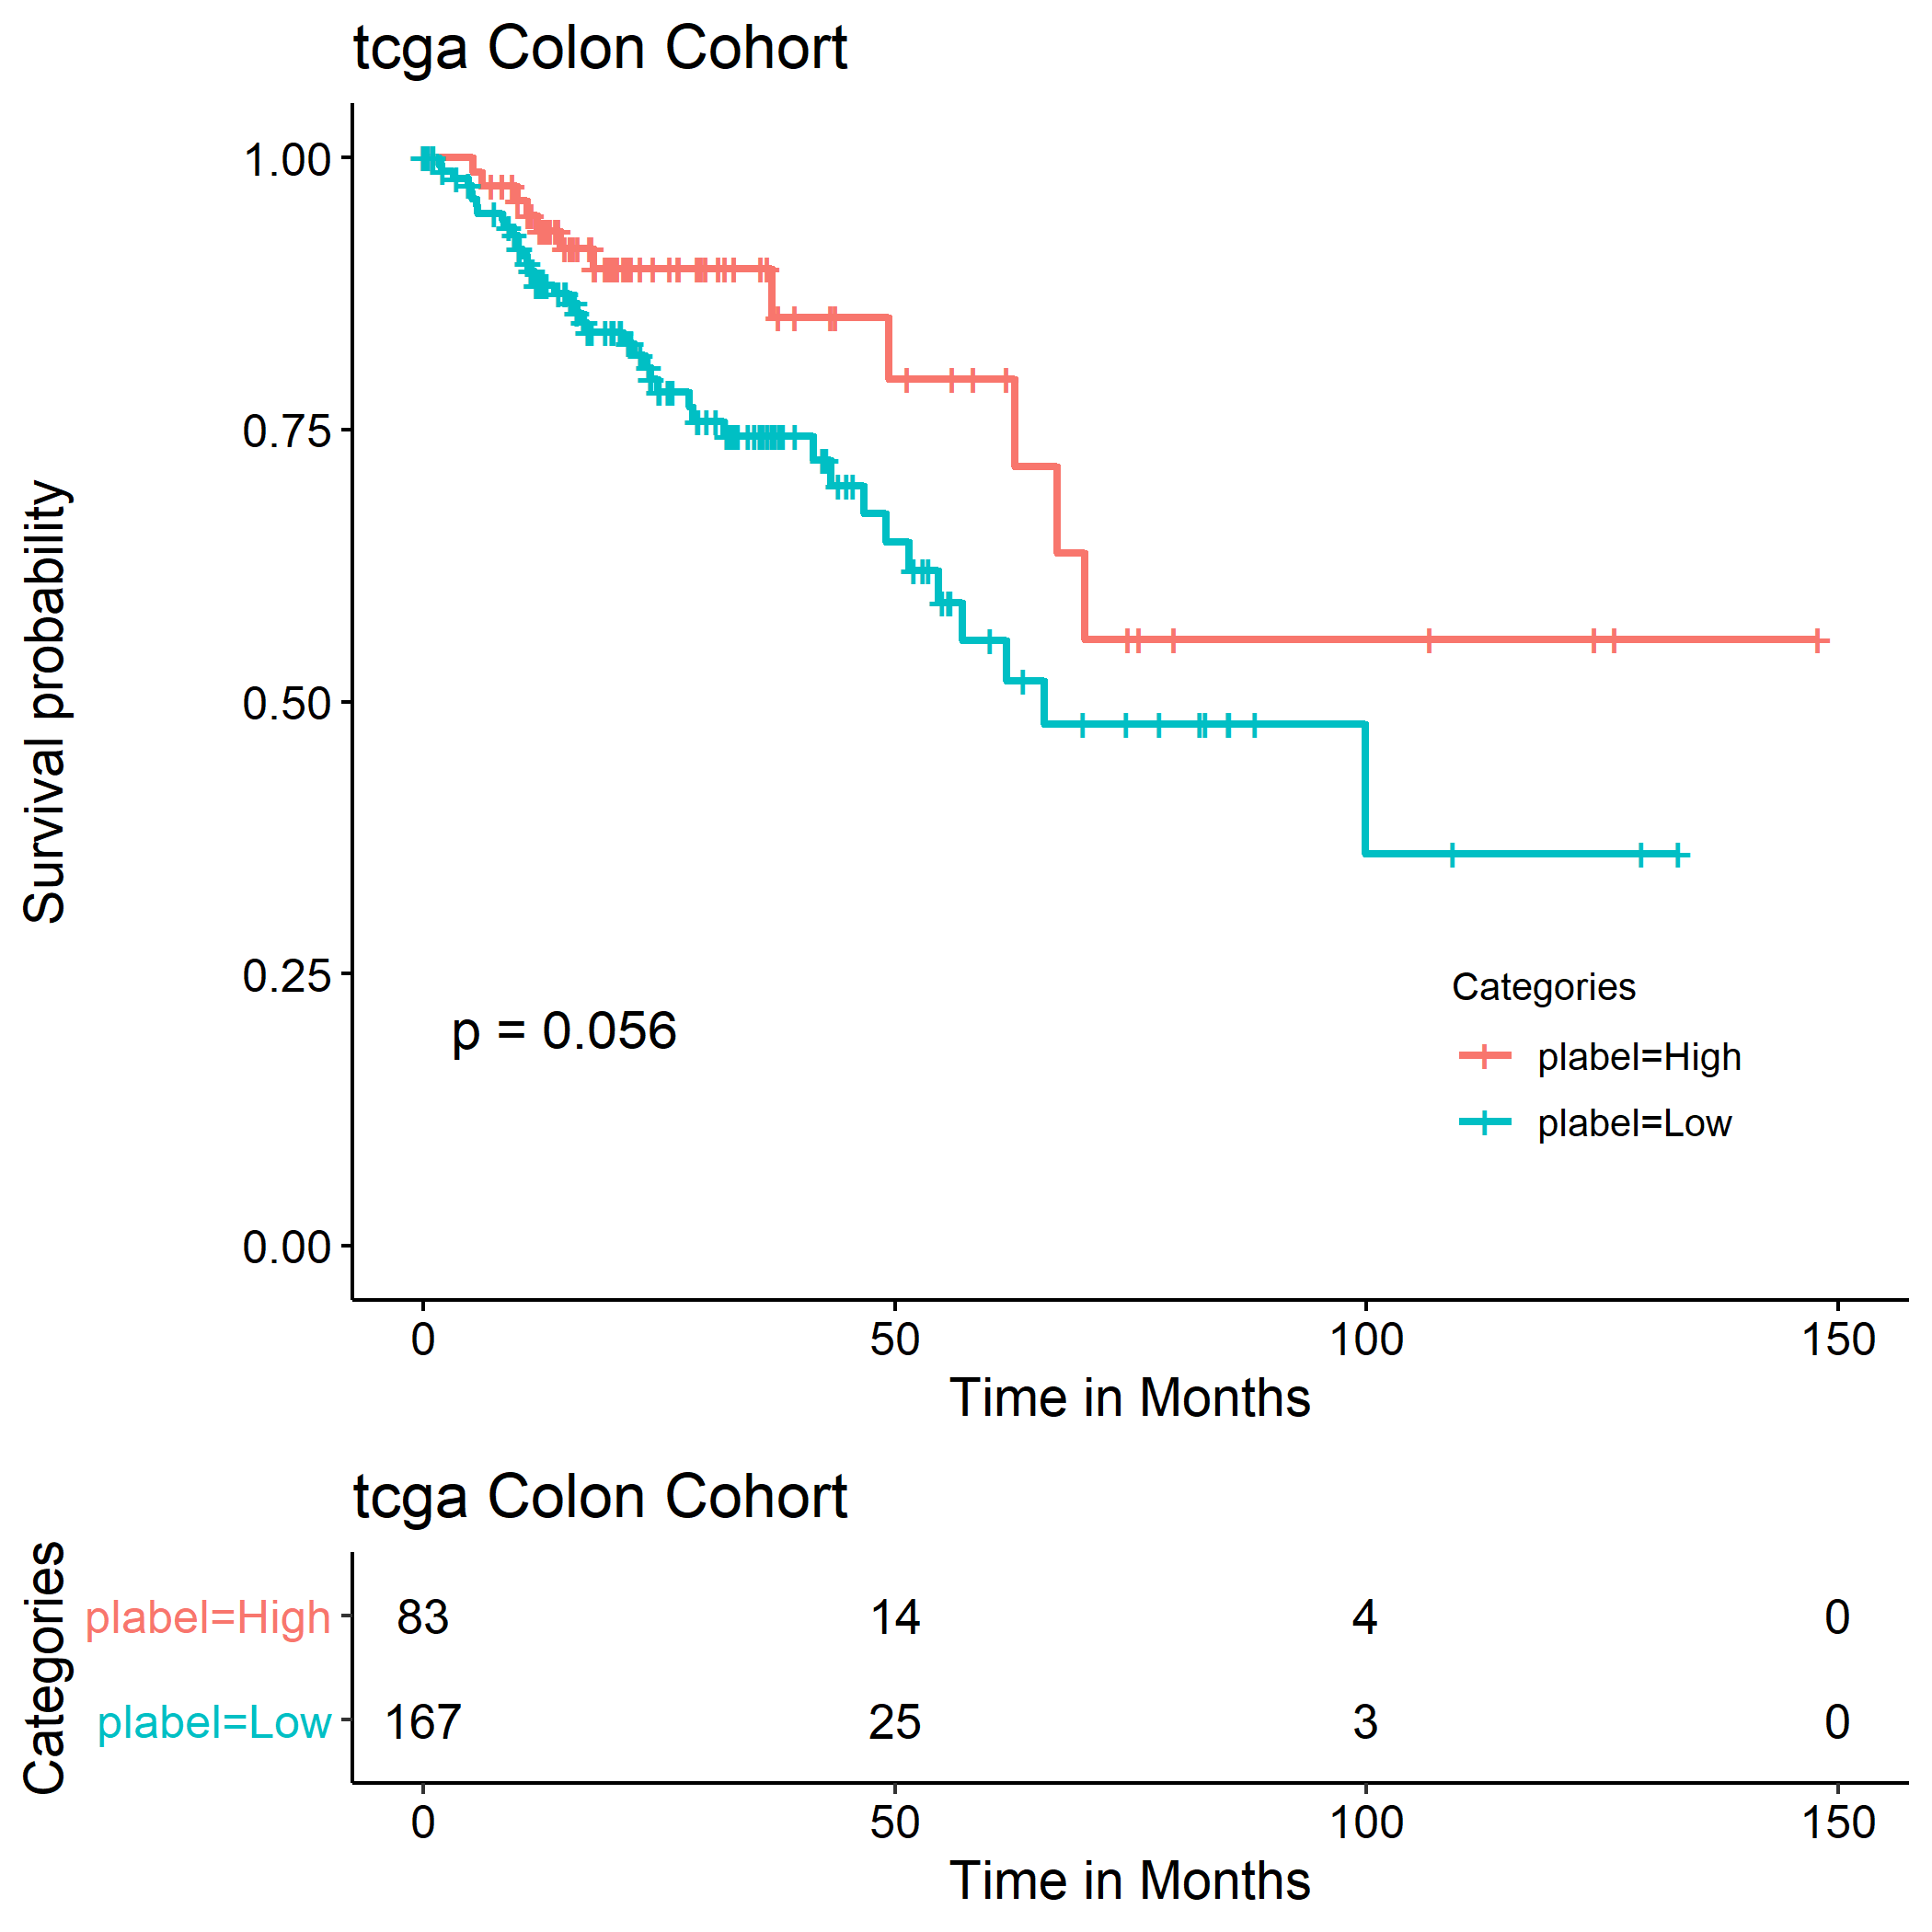 tcga Colon Cohort
1.00
0.75
0.50
0.25
0.00
Survival probability
p = 0.056
Categories
plabel=High
plabel=Low
0 50 100 150
Time in Months
tcga Colon Cohort
Categories
plabel=High 83 14 4 0
plabel=Low 167 25 3 0
0 50 100 150
Time in Months